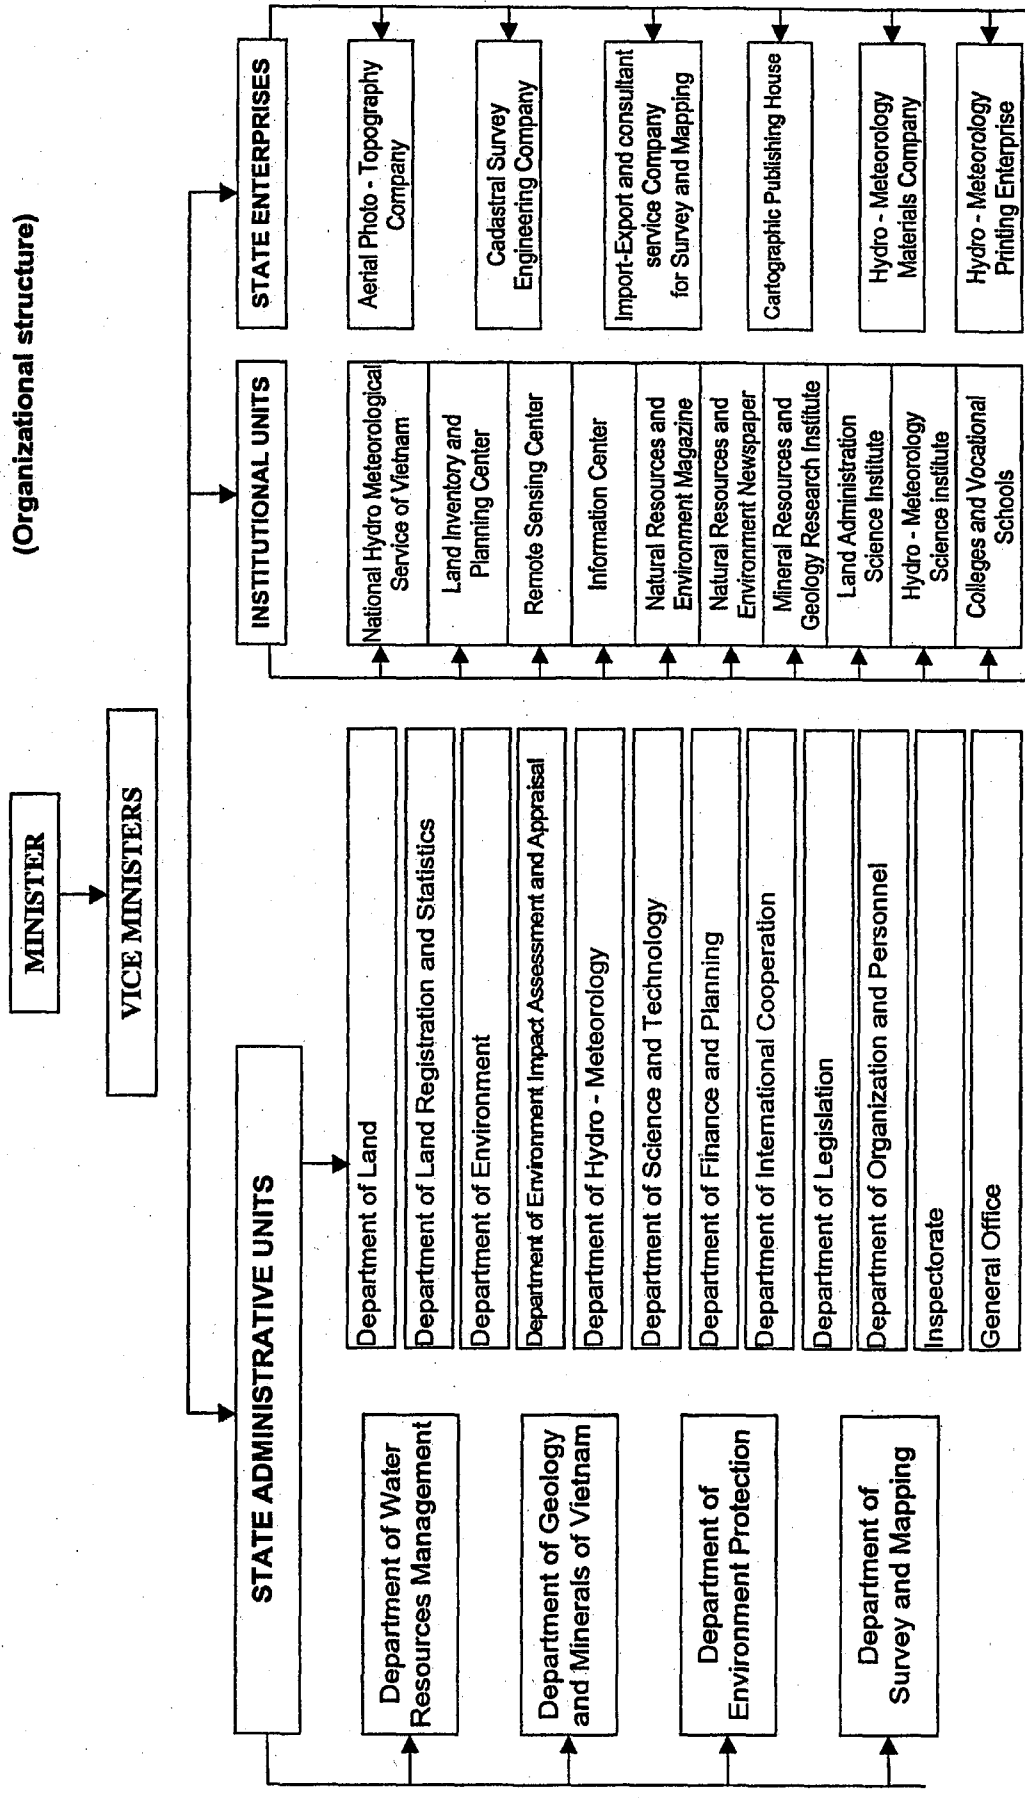 (Organizational structure)
MINISTER
VICE MINISTERS
STATE ADMINISTRATIVE UNITS
INSTITUTIONAL UNITS
STATE ENTERPRISES
Department of Water
Resources Management
Department of Geology
and Minerals of Vietnam
Department of
Environment Protection
Department of
Survey and Mapping
Department of Land
Department of Land Registration and Statistics
Department of Environment
Department of Environment Impact Assessment and Appraisal
Department of Hydro - Meteorology
Department of Science and Technology
Department of Finance and Planning
Department of International Cooperation
Department of Legislation
Department of Organization and Personnel
Inspectorate
General Office
National Hydro Meteorological
Service of Vietnam
Land Inventory and
Planning Center
Remote Sensing Center
Information Center
Natural Resources and
Environment Magazine
Natural Resources and
Environment Newspaper
Mineral Resources and
Geology Research Institute
Land Administration
Science Institute
Hydro - Meteorology
Science institute
Colleges and Vocational
Schools
Aerial Photo - Topography
Company
Cadastral Survey
Engineering Company
Import-Export and consultant
service Company
for Survey and Mapping
Cartographic Publishing House
Hydro - Meteorology
Materials Company
Hydro - Meteorology
Printing Enterprise